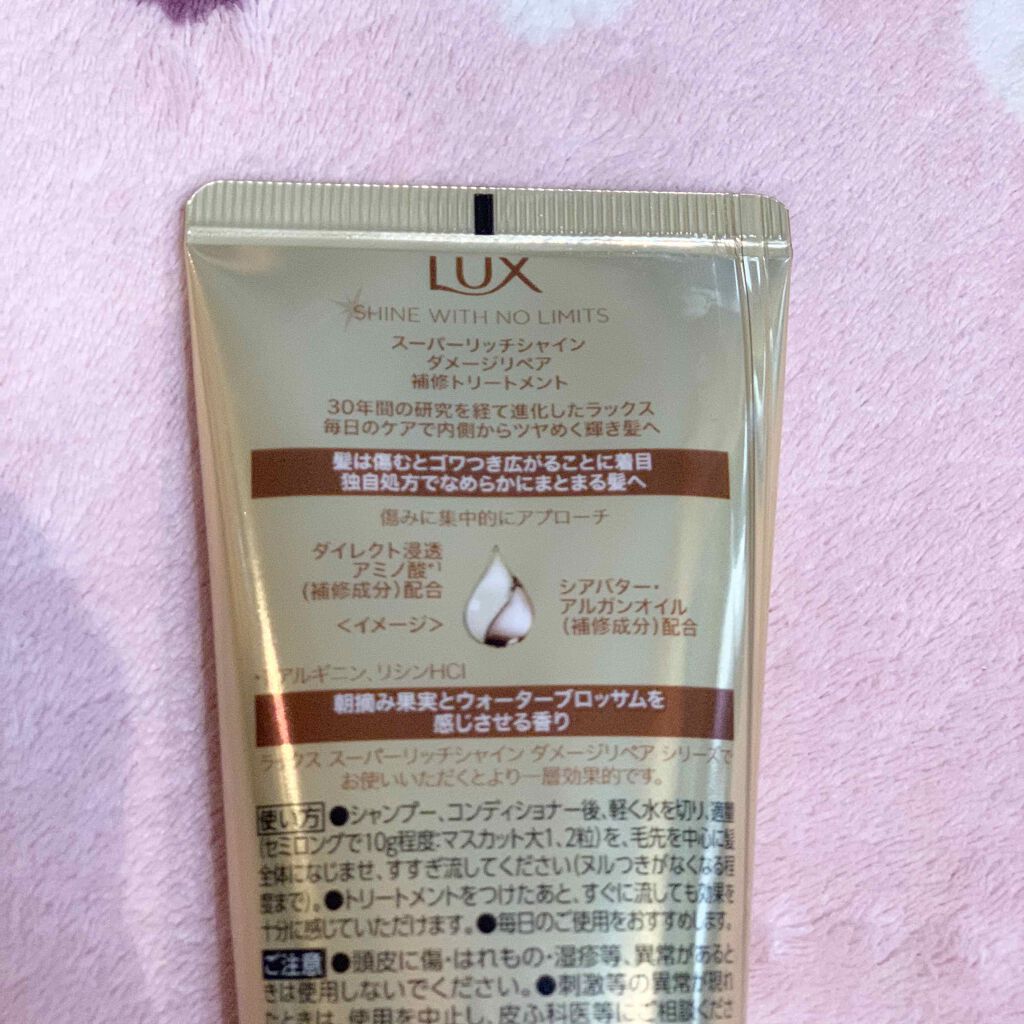 LUX
SHINE WITH NO LIMITS
スーパーリッチシャイン
ダメージリペア
補修トリートメント
30年間の研究を経て進化したラックス
毎日のケアで内側からツヤめく輝き髪へ
髪は傷むとゴワつき広がることに着目
独自処方でなめらかにまとまる髪へ
傷みに集中的にアプローチ
ダイレクト浸透
アミノ酸*1
(補修成分)配合
<イメージ>
シアバター・
アルガンオイル
(補修成分)配合
アルギニン、リシンHCl
朝摘み果実とウォーターブロッサムを
感じさせる香り
ラックス スーパーリッチシャイン ダメージリペア シリーズで
お使いいただくとより一層効果的です。
使い方 ●シャンプー、コンディショナー後、軽く水を切り、適量
(セミロングで10g程度:マスカット大1、2粒)を、毛先を中心に髪
全体になじませ、すすぎ流してください(ヌルつきがなくなる程
度まで)。●トリートメントをつけたあと、すぐに流しても効果を
十分に感じていただけます。●毎日のご使用をおすすめします。
ご注意 ●頭皮に傷・はれもの・湿疹等、異常があると
きは使用しないでください。●刺激等の異常が現れ
たときは、使用を中止し、皮ふ科医等にご相談くださ